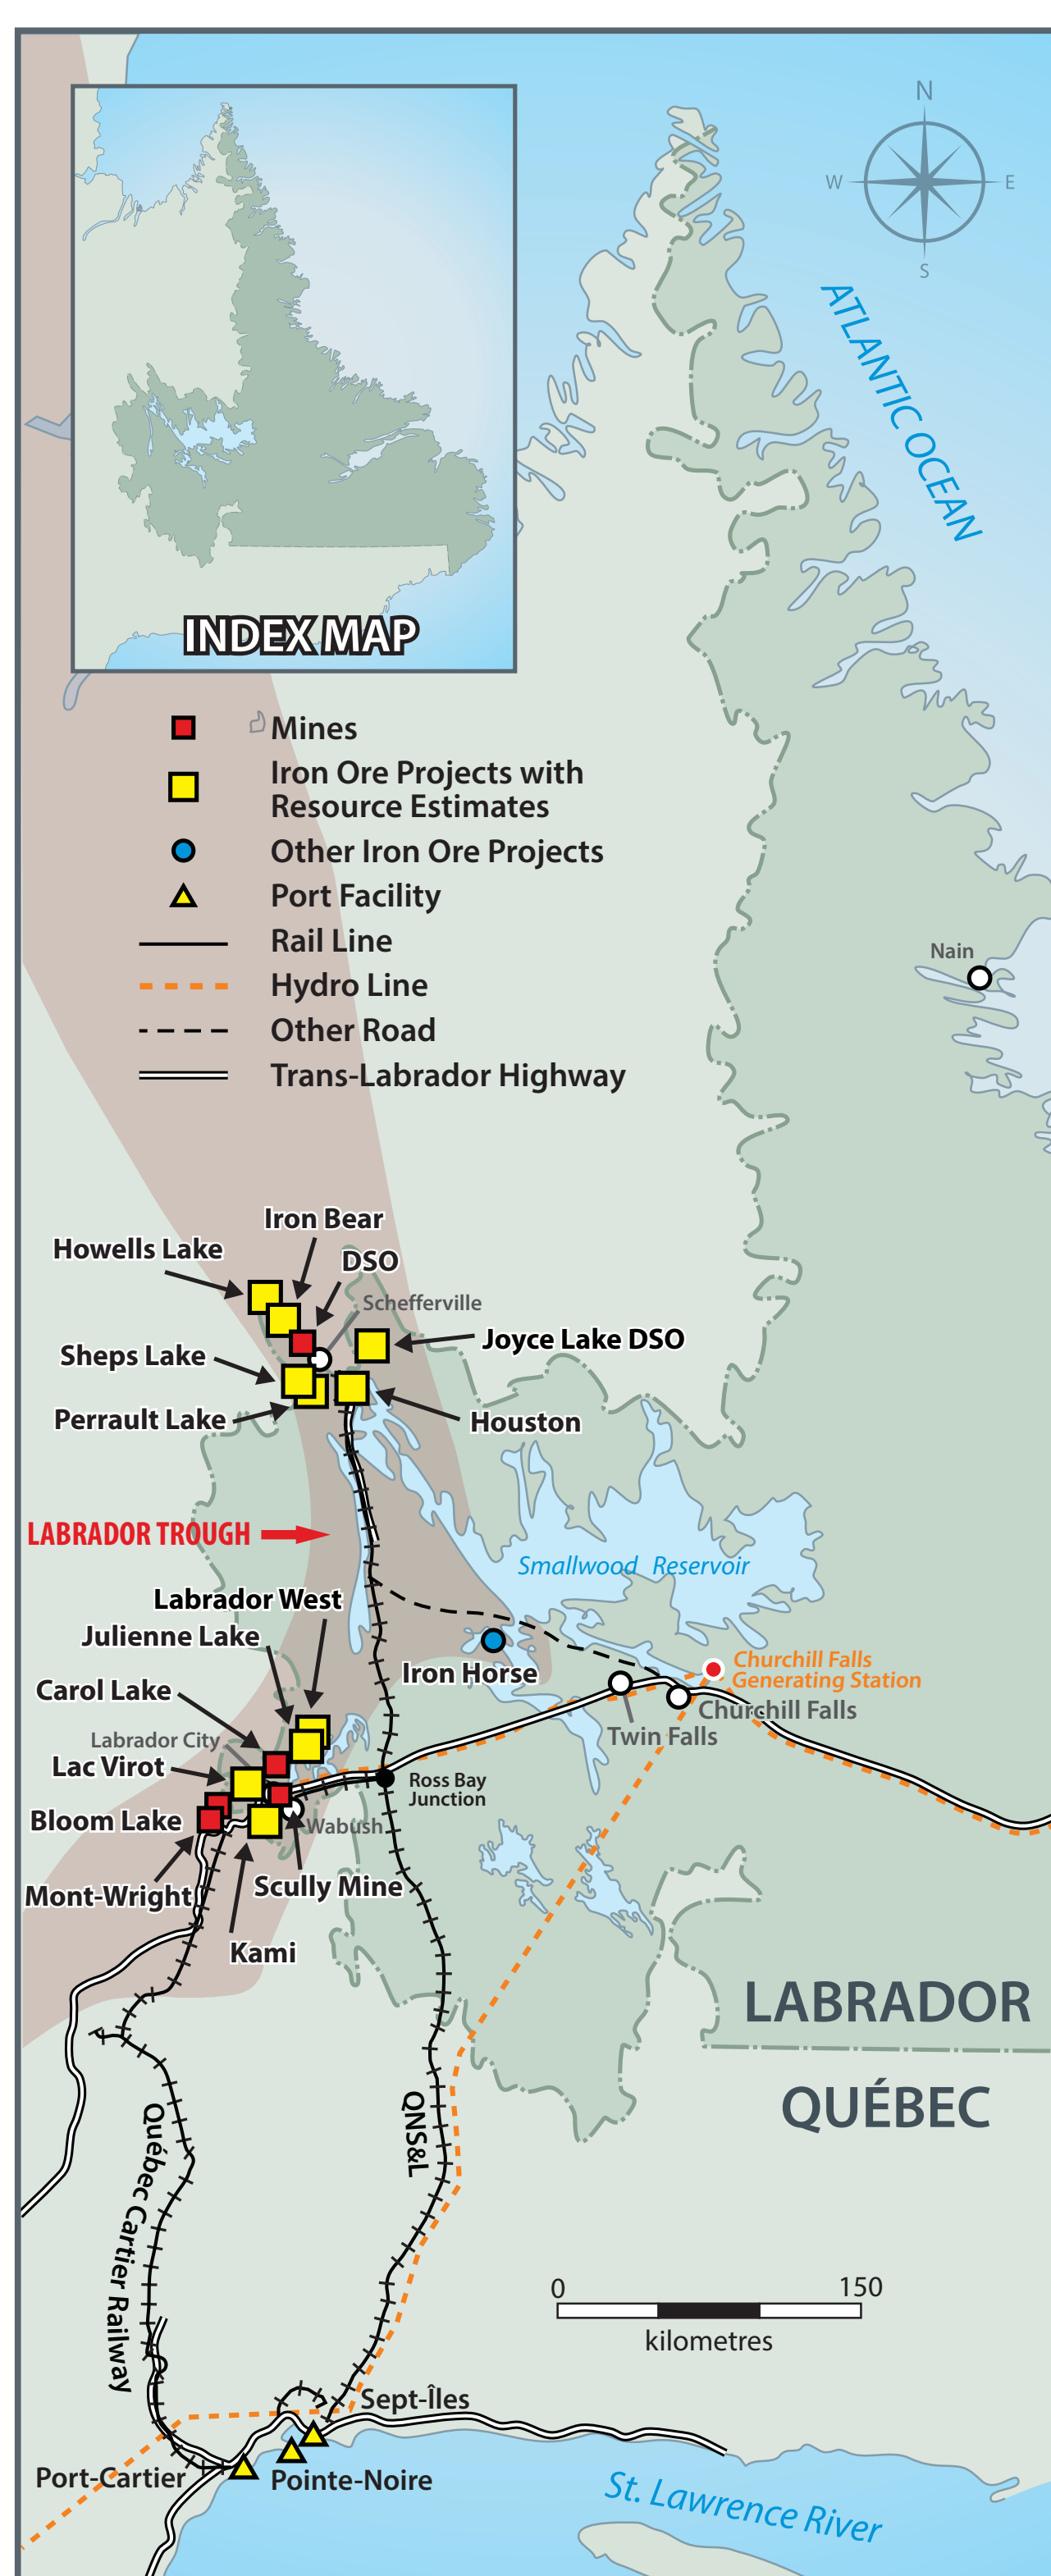 N
W
E
S
ATLANTIC OCEAN
INDEX MAP
Mines
Iron Ore Projects with
Resource Estimates
Other Iron Ore Projects
Port Facility
Rail Line
Hydro Line
Other Road
Trans-Labrador Highway
Nain
Iron Bear
Howells Lake
DSO
Schefferville
Joyce Lake DSO
Sheps Lake
Perrault Lake
Houston
LABRADOR TROUGH
Smallwood Reservoir
Labrador West
Julienne Lake
Iron Horse
Churchill Falls
Generating Station
Carol Lake
Churchill Falls
Twin Falls
Labrador City
Lac Virot
Ross Bay
Junction
Bloom Lake
Wabush
Scully Mine
Mont-Wright
Kami
LABRADOR
QUÉBEC
QNS&L
Québec Cartier Railway
0
150
kilometres
Sept-Îles
Port-Cartier
Pointe-Noire
St. Lawrence River